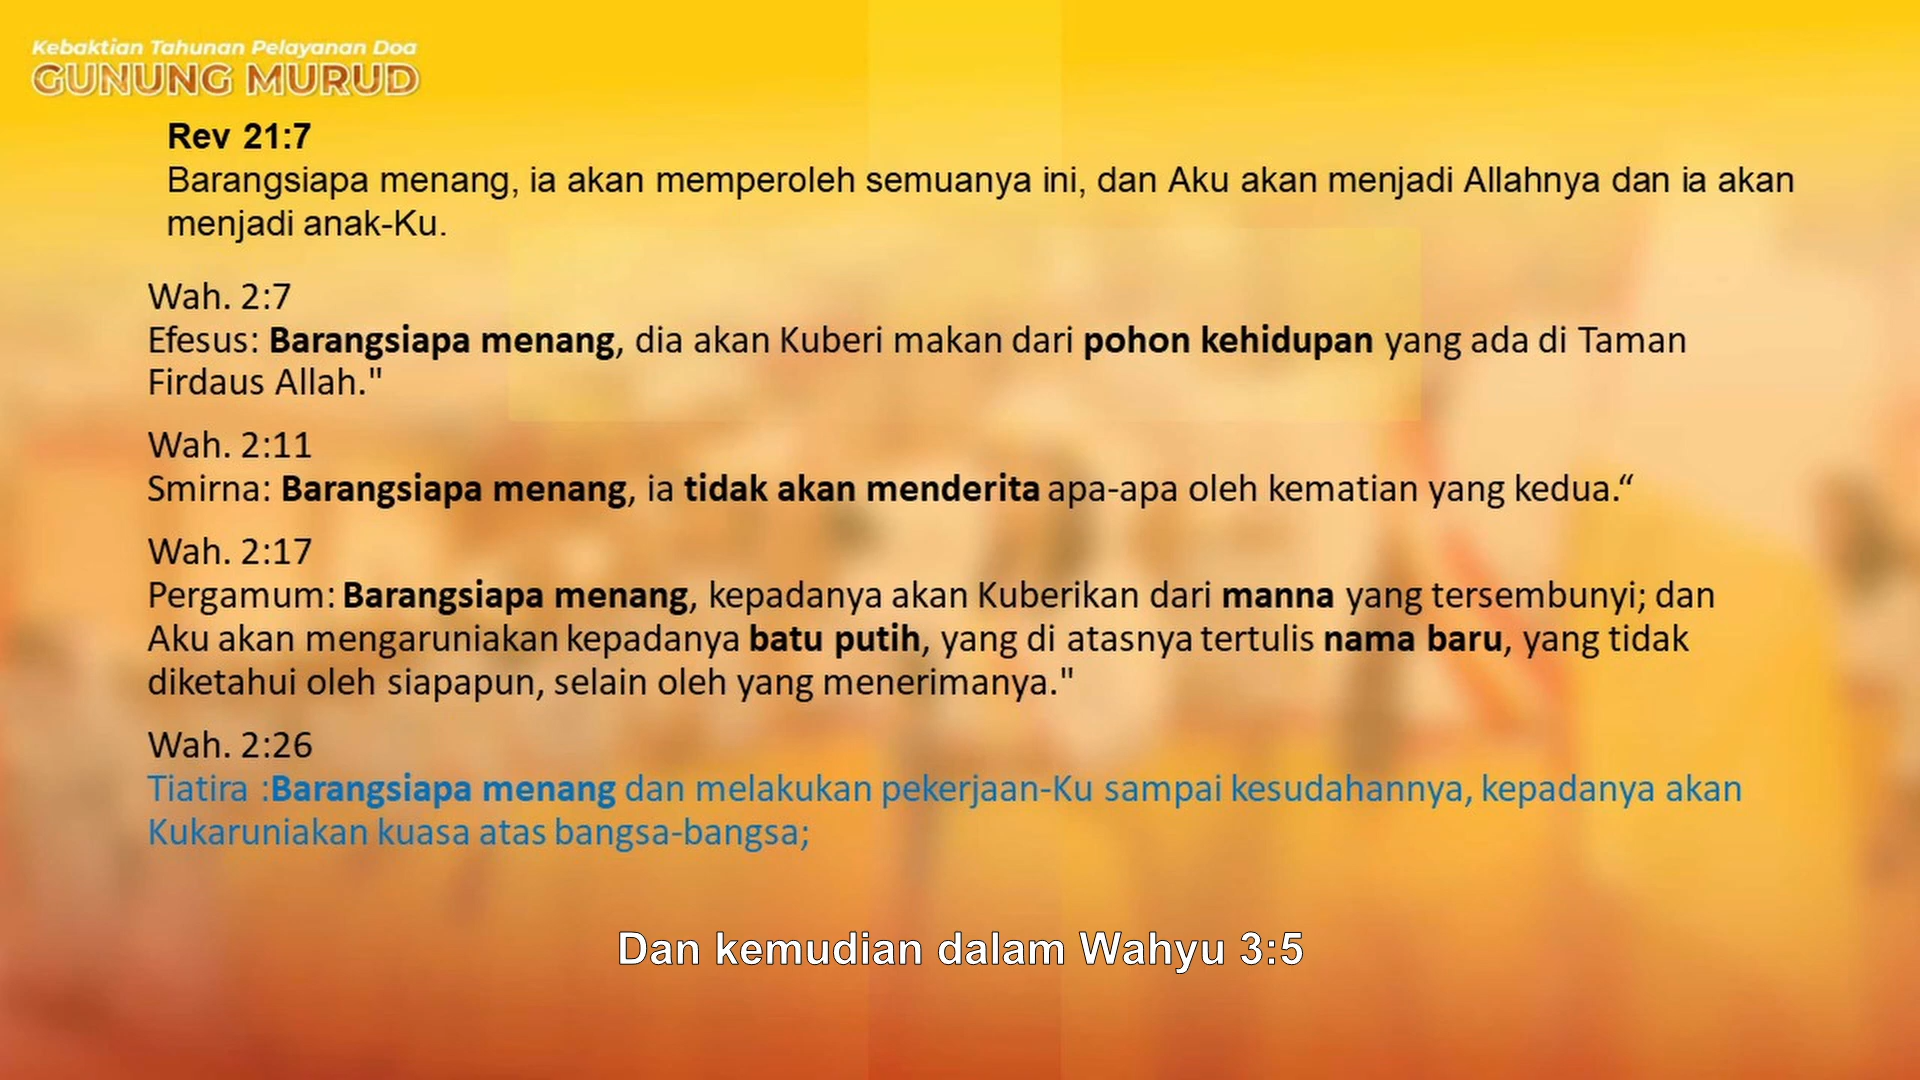 Kebaktian Tahunan Pelayanan Doa
GUNUNG MURUD
Rev 21:7
Barangsiapa menang, ia akan memperoleh semuanya ini, dan Aku akan menjadi Allahnya dan ia akan
menjadi anak-Ku.
Wah. 2:7
Efesus: Barangsiapa menang, dia akan Kuberi makan dari pohon kehidupan yang ada di Taman
Firdaus Allah."
Wah. 2:11
Smirna: Barangsiapa menang, ia tidak akan menderita apa-apa oleh kematian yang kedua.“
Wah. 2:17
Pergamum: Barangsiapa menang, kepadanya akan Kuberikan dari manna yang tersembunyi; dan
Aku akan mengaruniakan kepadanya batu putih, yang di atasnya tertulis nama baru, yang tidak
diketahui oleh siapapun, selain oleh yang menerimanya."
Wah. 2:26
Tiatira :Barangsiapa menang dan melakukan pekerjaan-Ku sampai kesudahannya, kepadanya akan
Kukaruniakan kuasa atas bangsa-bangsa;
Dan kemudian dalam Wahyu 3:5